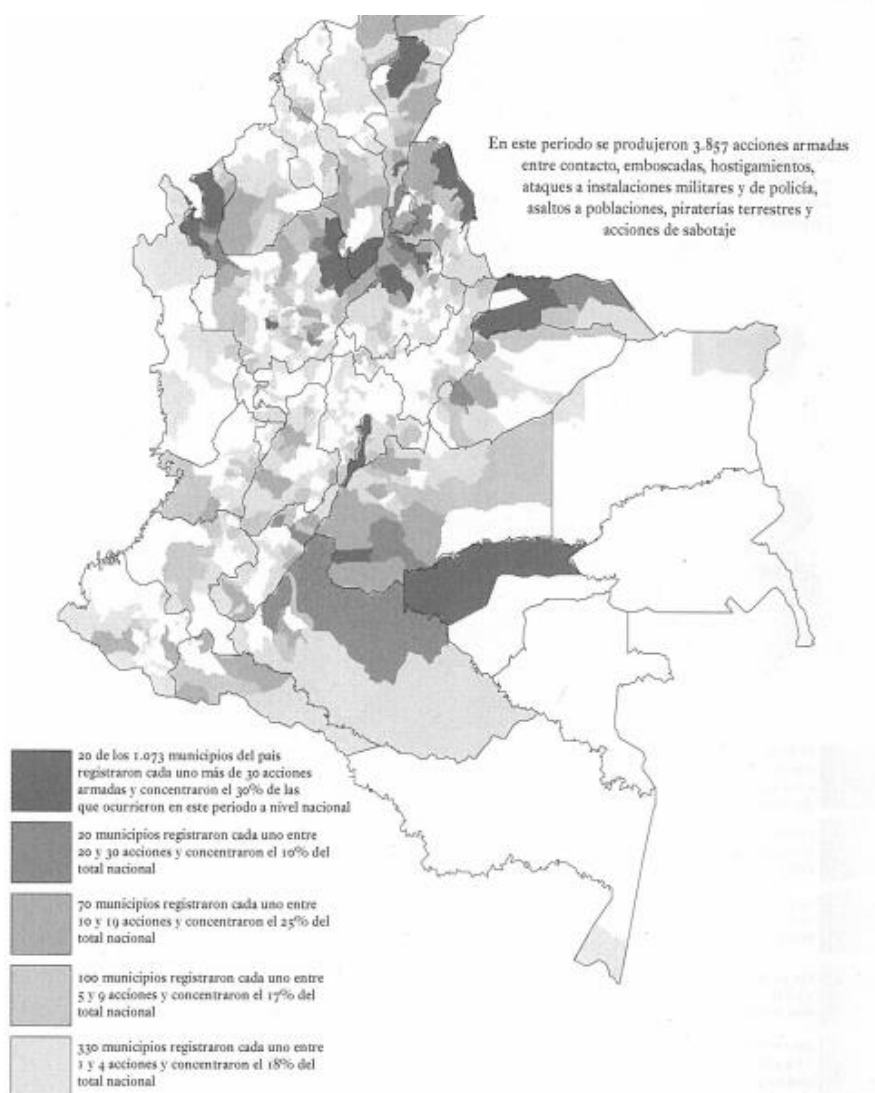 En este periodo se produjeron 3.857 acciones armadas
entre contacto, emboscadas, hostigamientos,
ataques a instalaciones militares y de policía,
asaltos a poblaciones, piraterías terrestres y
acciones de sabotaje
20 de los 1.073 municipios del país
registraron cada uno más de 30 acciones
armadas y concentraron el 30% de las
que ocurrieron en este periodo a nivel nacional
20 municipios registraron cada uno entre
20 y 30 acciones y concentraron el 10% del
total nacional
70 municipios registraron cada uno entre
10 y 19 acciones y concentraron el 25% del
total nacional
100 municipios registraron cada uno entre
5 y 9 acciones y concentraron el 17% del
total nacional
330 municipios registraron cada uno entre
1 y 4 acciones y concentraron el 18% del
total nacional